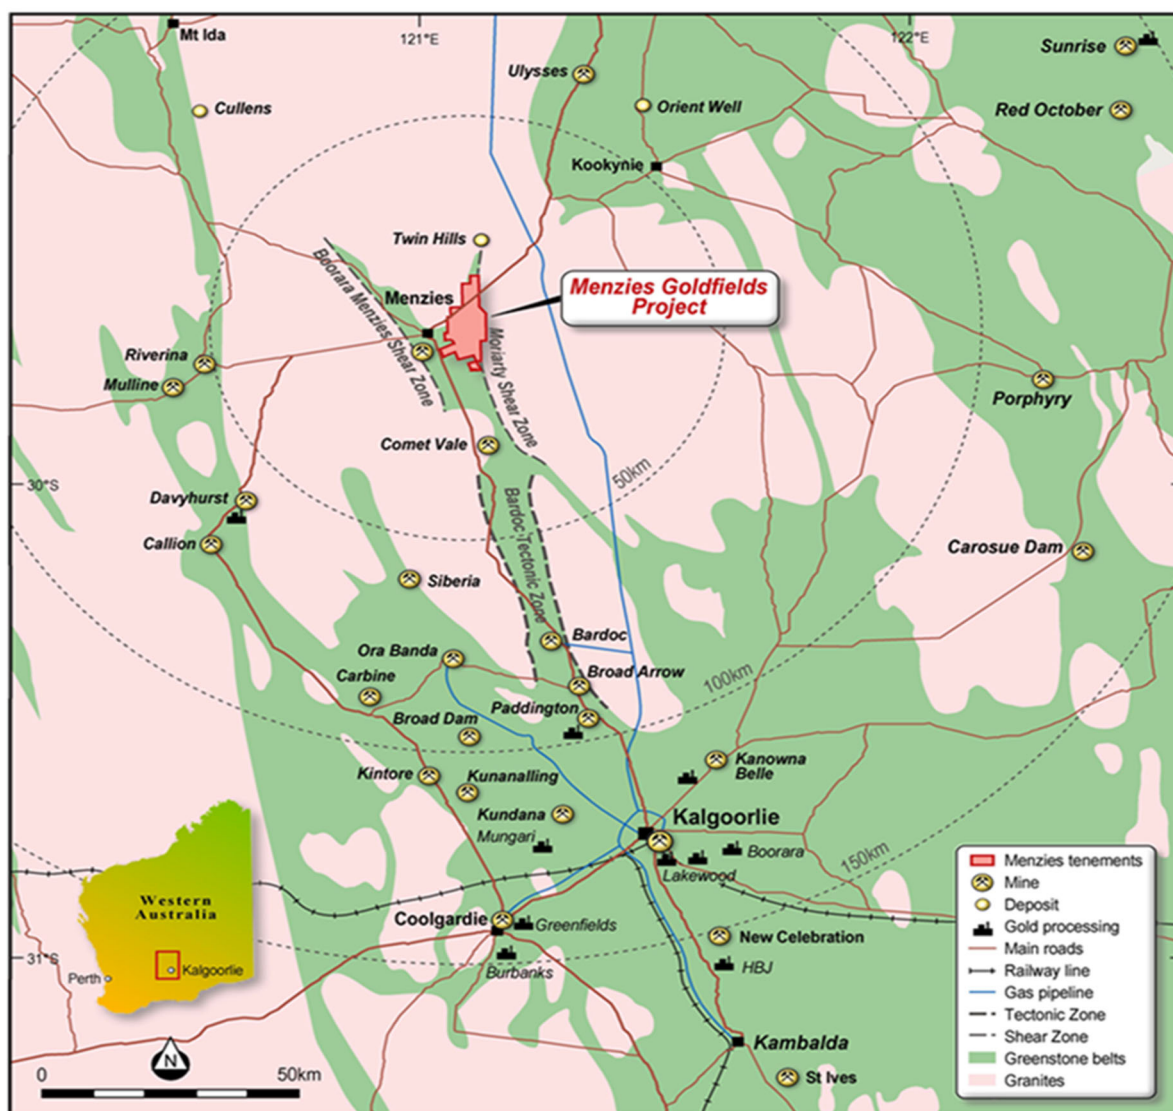 121°E
122°E
Mt Ida
Sunrise
Ulysses
Cullens
Orient Well
Red October
Kookynie
Twin Hills
Boorara Menzies Shear Zone
Menzies
Menzies Goldfields
Project
Moriarty Shear Zone
Riverina
Mulline
Porphyry
Comet Vale
50km
30°S
Davyhurst
Bardoc Tectonic Zone
Callion
Carosue Dam
Siberia
Bardoc
Ora Banda
Broad Arrow
Carbine
100km
Paddington
Broad Dam
Kanowna
Belle
Kintore
Kunanalling
Kundana
Kalgoorlie
Mungari
Boorara
150km
Lakewood
Coolgardie
Greenfields
New Celebration
Burbanks
HBJ
31°S
Kambalda
St Ives
Western
Australia
Perth
Kalgoorlie
N
0
50km
Menzies tenements
Mine
Deposit
Gold processing
Main roads
Railway line
Gas pipeline
Tectonic Zone
Shear Zone
Greenstone belts
Granites